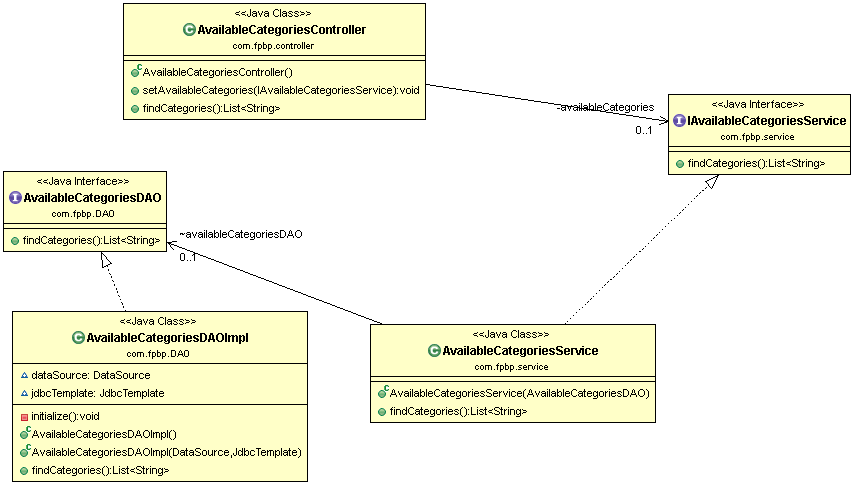 <<Java Class>>
AvailableCategoriesController
com.fpbp.controller
AvailableCategoriesController()
setAvailableCategories(IAvailableCategoriesService):void
findCategories():List<String>
-availableCategories
0..1
<<Java Interface>>
IAvailableCategoriesService
com.fpbp.service
findCategories():List<String>
<<Java Interface>>
AvailableCategoriesDAO
com.fpbp.DAO
findCategories():List<String>
~availableCategoriesDAO
0..1
<<Java Class>>
AvailableCategoriesDAOImpl
com.fpbp.DAO
dataSource: DataSource
jdbcTemplate: JdbcTemplate
initialize():void
AvailableCategoriesDAOImpl()
AvailableCategoriesDAOImpl(DataSource,JdbcTemplate)
findCategories():List<String>
<<Java Class>>
AvailableCategoriesService
com.fpbp.service
AvailableCategoriesService(AvailableCategoriesDAO)
findCategories():List<String>